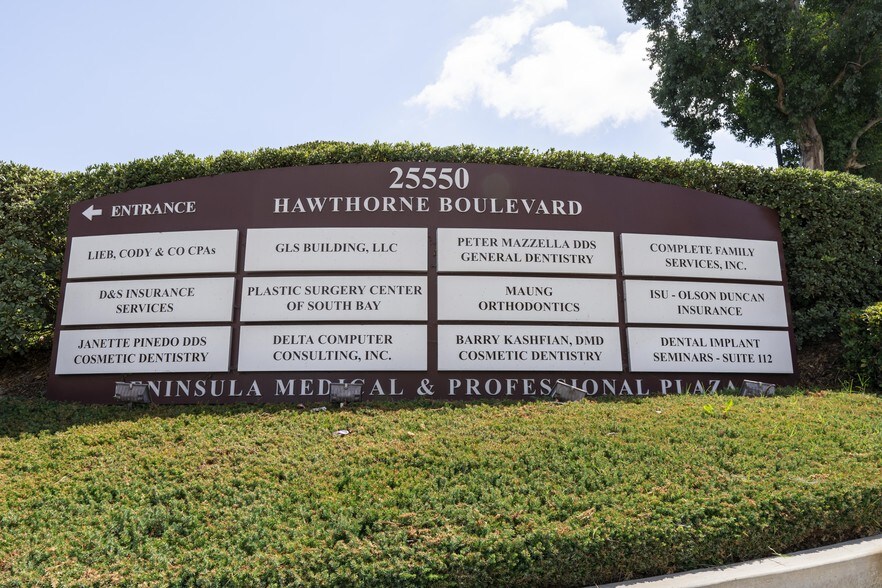 25550
← ENTRANCE
HAWTHORNE BOULEVARD
LIEB, CODY & CO CPAs
GLS BUILDING, LLC
PETER MAZZELLA DDS
GENERAL DENTISTRY
COMPLETE FAMILY
SERVICES, INC.
D&S INSURANCE
SERVICES
PLASTIC SURGERY CENTER
OF SOUTH BAY
MAUNG
ORTHODONTICS
ISU - OLSON DUNCAN
INSURANCE
JANETTE PINEDO DDS
COSMETIC DENTISTRY
DELTA COMPUTER
CONSULTING, INC.
BARRY KASHFIAN, DMD
COSMETIC DENTISTRY
DENTAL IMPLANT
SEMINARS - SUITE 112
PENINSULA MEDICAL & PROFESSIONAL PLAZA